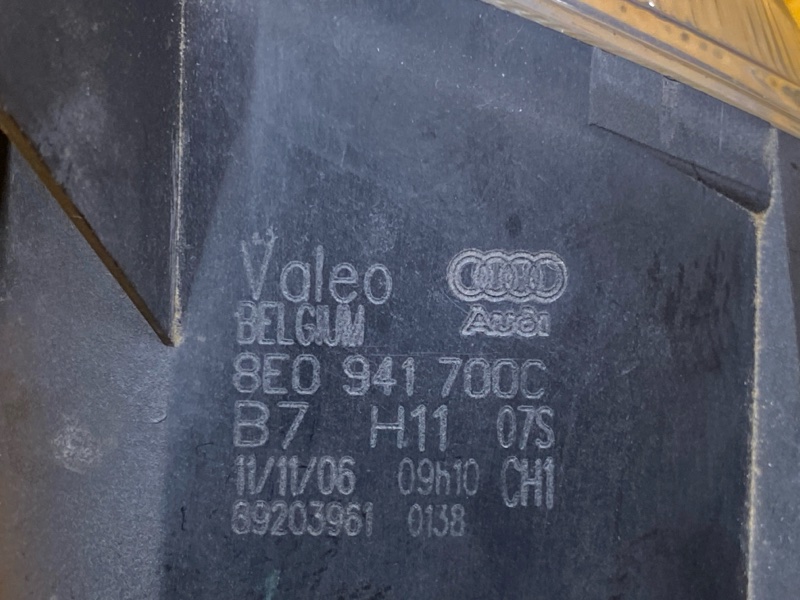 Valeo
BELGIUM
Audi
8E0 941 700C
B7 H11 07S
11/11/06 09h10 CH1
89203961 0138